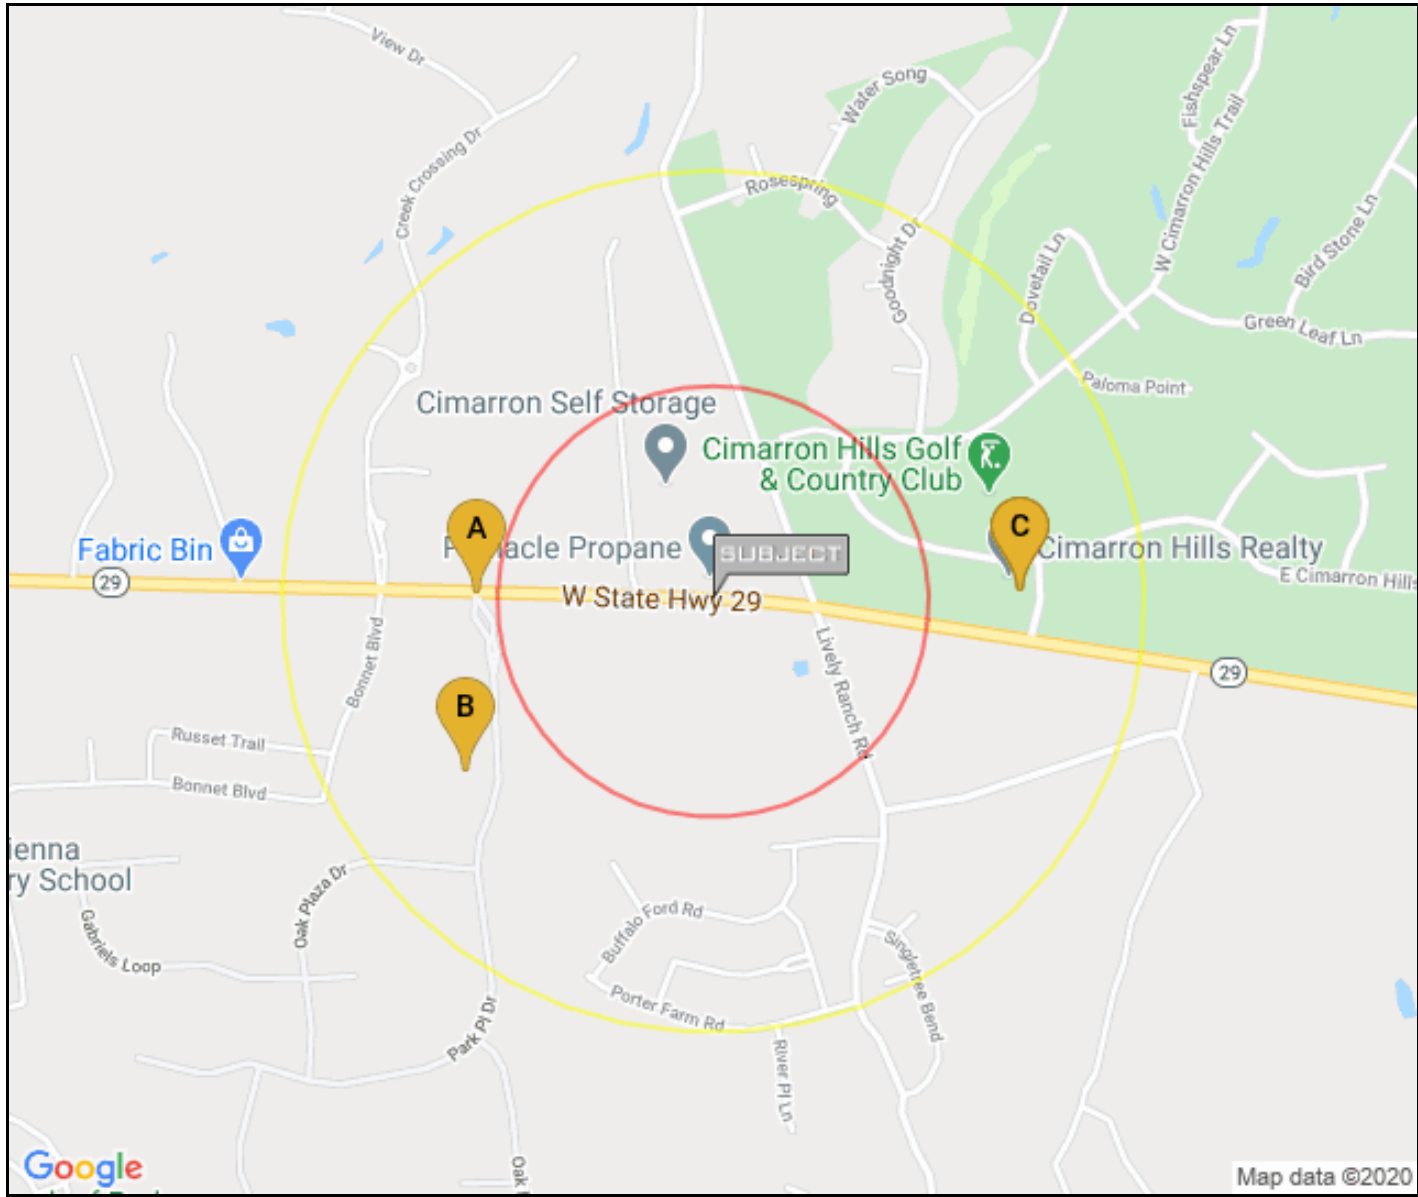 View Dr
Water Song
Fishspear Ln
Creek Crossing Dr
Rosespring
W Cimarron Hills Trail
Bird Stone Ln
Goodnight Dr
Dovetail Ln
Green Leaf Ln
Paloma Point
Cimarron Self Storage
Cimarron Hills Golf
& Country Club
A
C
Fabric Bin
Propane
SUBJECT
Cimarron Hills Realty
E Cimarron Hills
29
W State Hwy 29
Bonnet Blvd
Lively Ranch Rd
29
B
Russet Trail
Bonnet Blvd
ienna
ry School
Oak Plaza Dr
Gabriels Loop
Buffalo Ford Rd
Singletree Bend
Porter Farm Rd
Park Pl Dr
River Pl Ln
Oak
Google
Map data ©2020